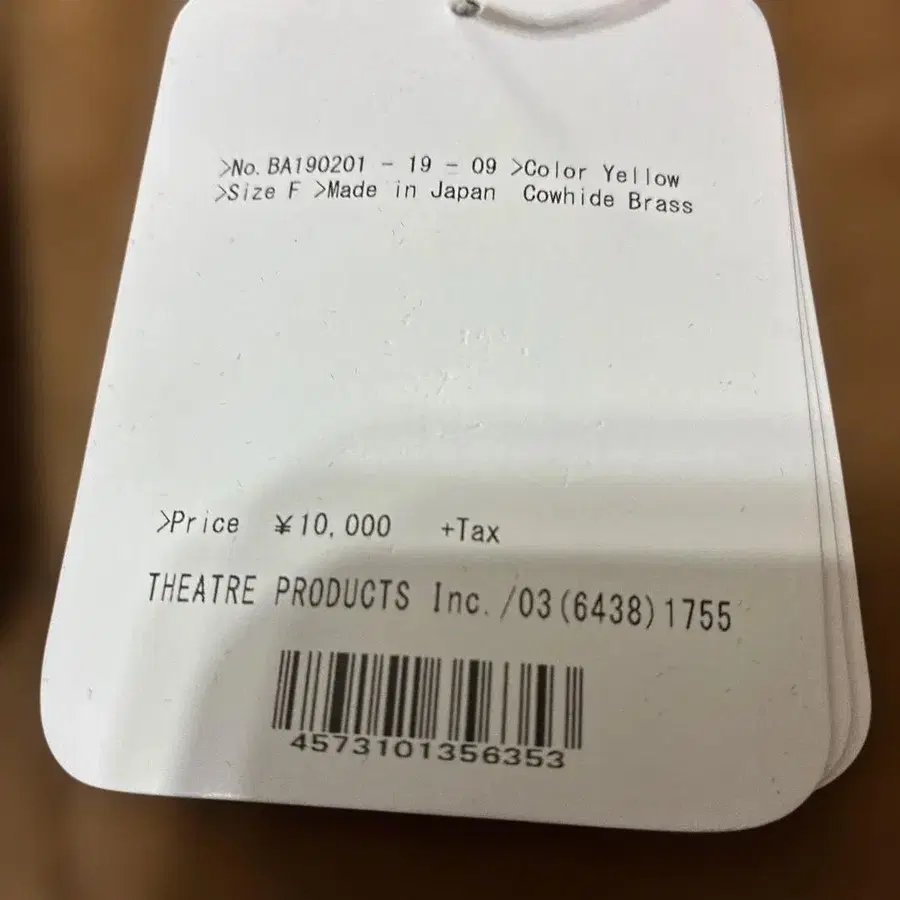 >No.BA190201 - 19 - 09 >Color Yellow
>Size F >Made in Japan Cowhide Brass
>Price ¥10,000 +Tax
THEATRE PRODUCTS Inc./03(6438)1755
4573101356353